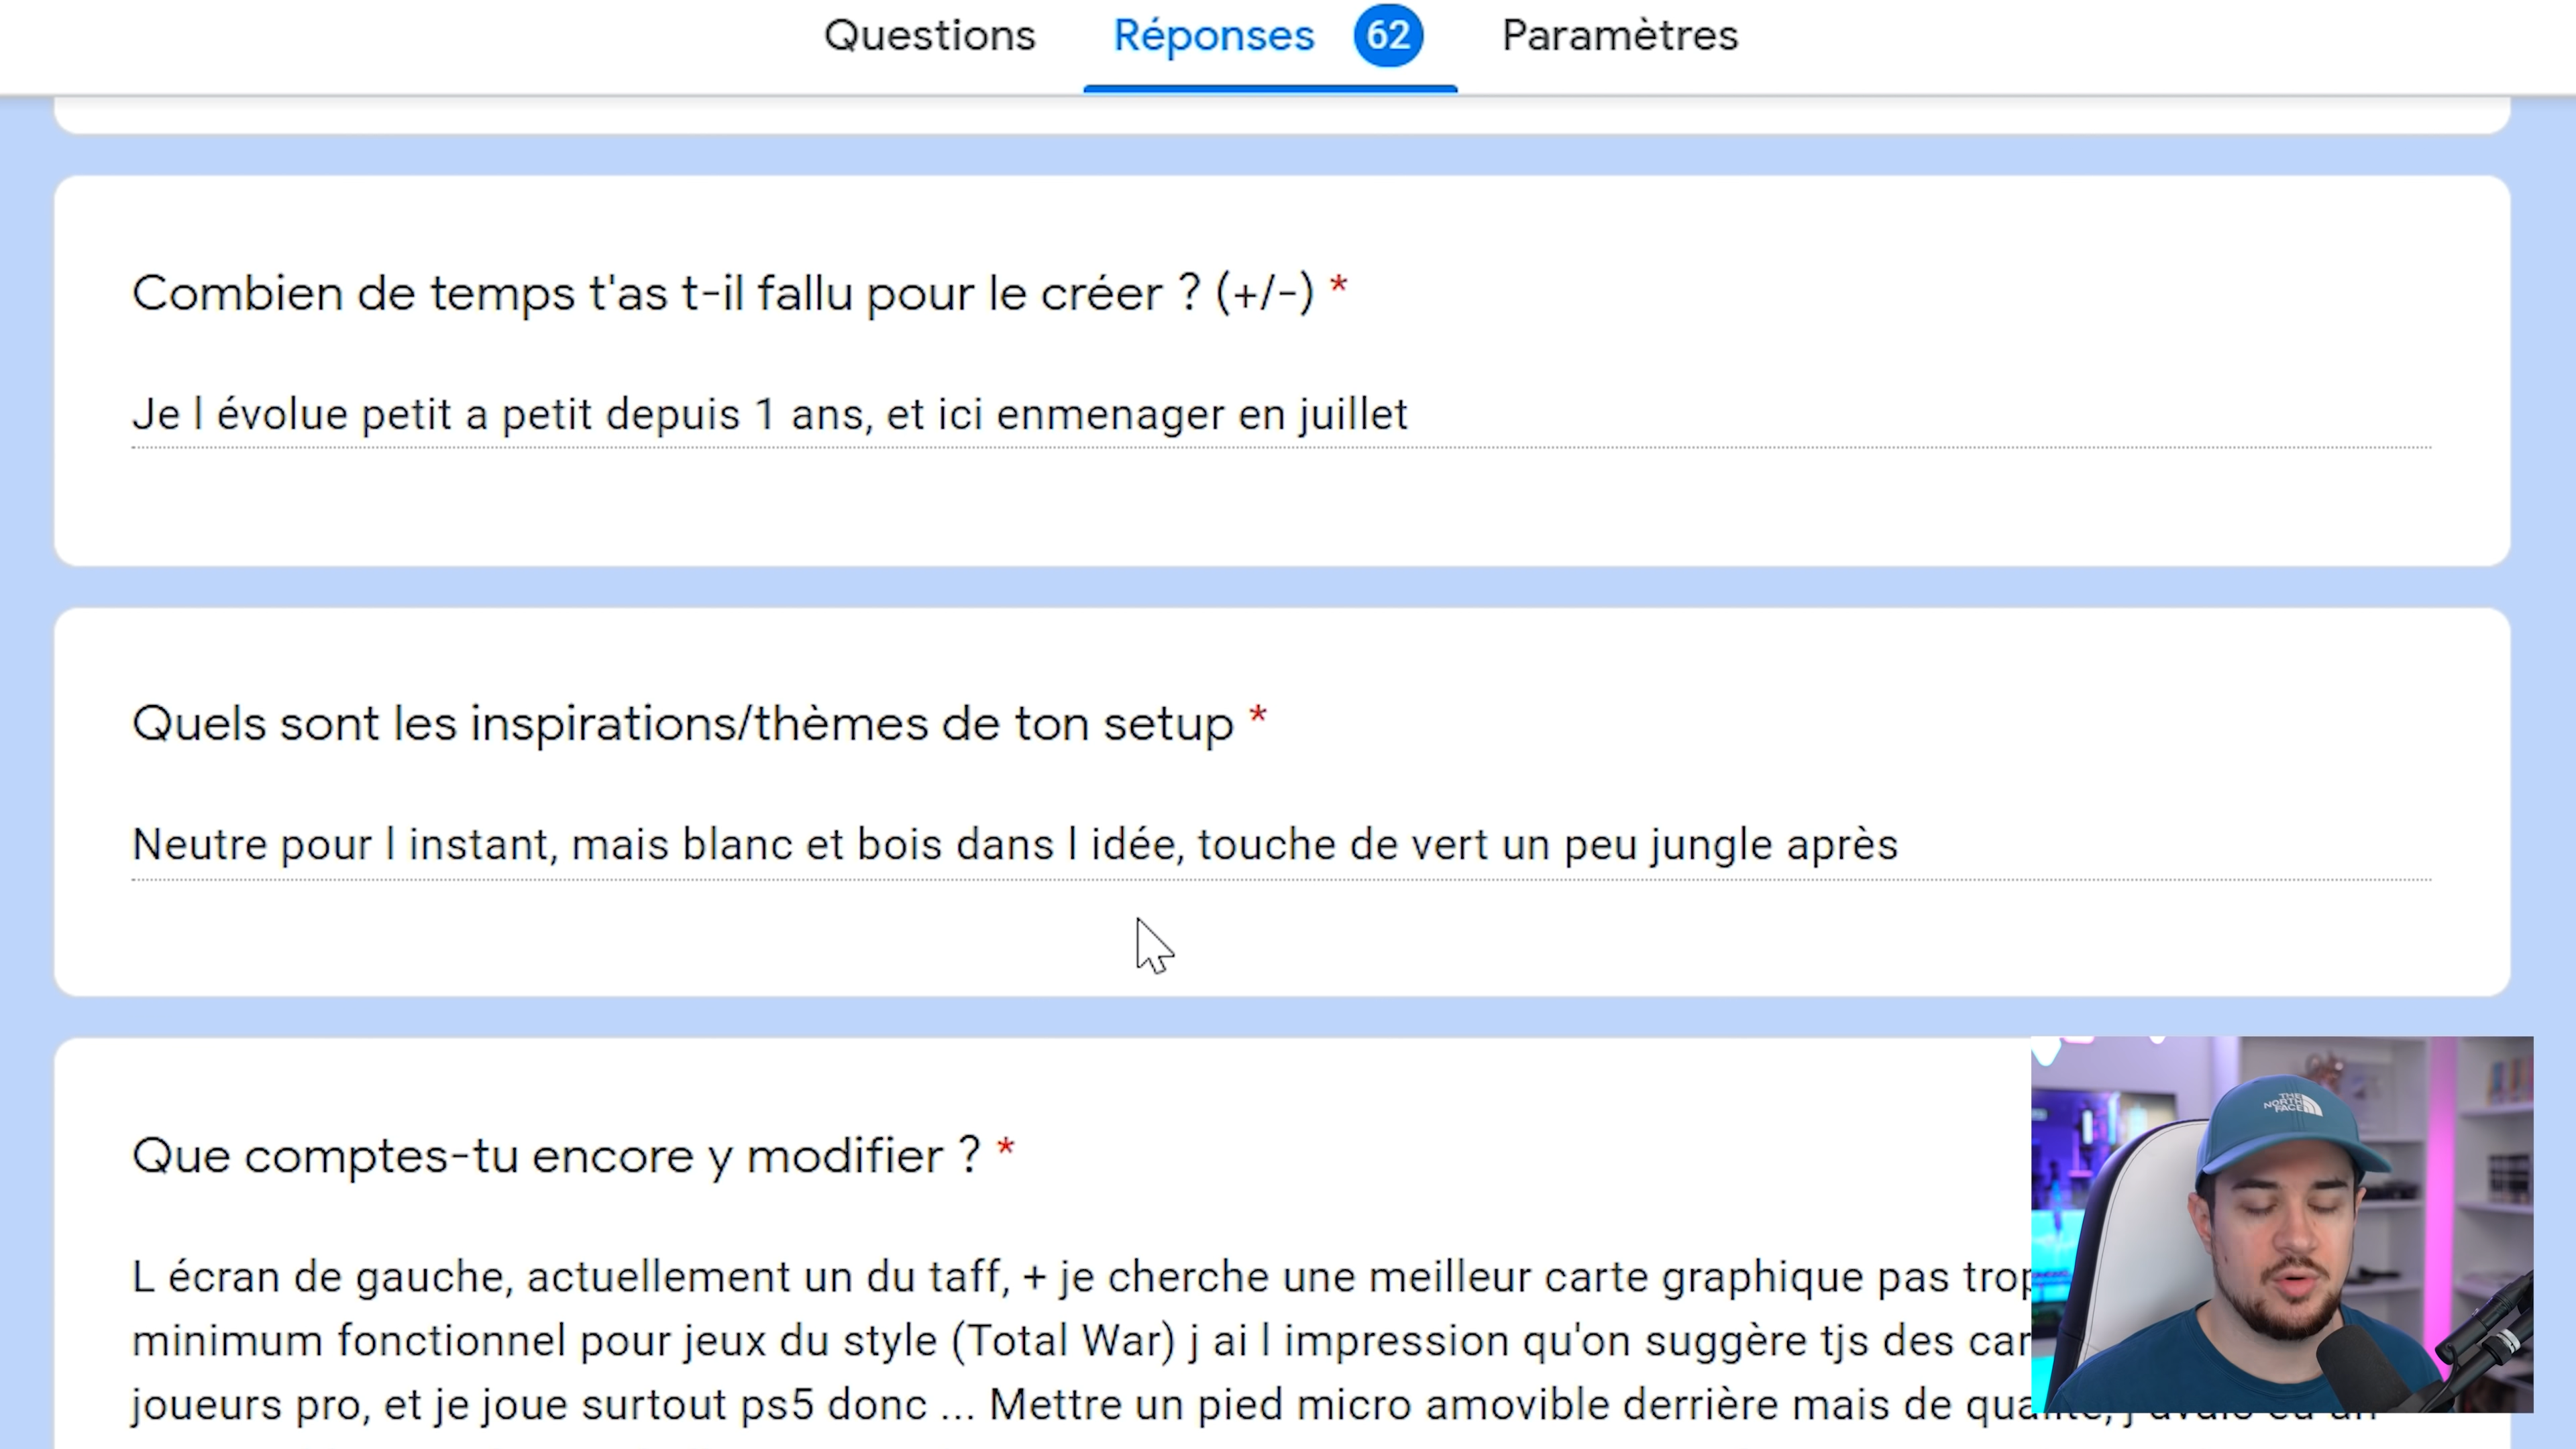 Questions Réponses 62 Paramètres
Combien de temps t'as t-il fallu pour le créer ? (+/-) *
Je l évolue petit a petit depuis 1 ans, et ici enmenager en juillet
Quels sont les inspirations/thèmes de ton setup *
Neutre pour l instant, mais blanc et bois dans l idée, touche de vert un peu jungle après
Que comptes-tu encore y modifier ? *
L écran de gauche, actuellement un du taff, + je cherche une meilleur carte graphique pas trop
minimum fonctionnel pour jeux du style (Total War) j ai l impression qu'on suggère tjs des
joueurs pro, et je joue surtout ps5 donc ... Mettre un pied micro amovible derrière mais de
THE
NORTH
FACE